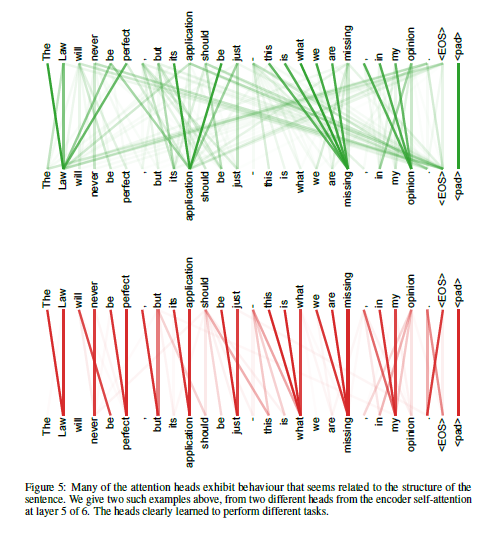 The Law will never be perfect , but its application should be just - this is what we are missing , in my opinion . <EOS> <pad>
The Law will never be perfect , but its application should be just - this is what we are missing , in my opinion . <EOS> <pad>
The Law will never be perfect , but its application should be just - this is what we are missing , in my opinion . <EOS> <pad>
The Law will never be perfect , but its application should be just - this is what we are missing , in my opinion . <EOS> <pad>
Figure 5: Many of the attention heads exhibit behaviour that seems related to the structure of the
sentence. We give two such examples above, from two different heads from the encoder self-attention
at layer 5 of 6. The heads clearly learned to perform different tasks.